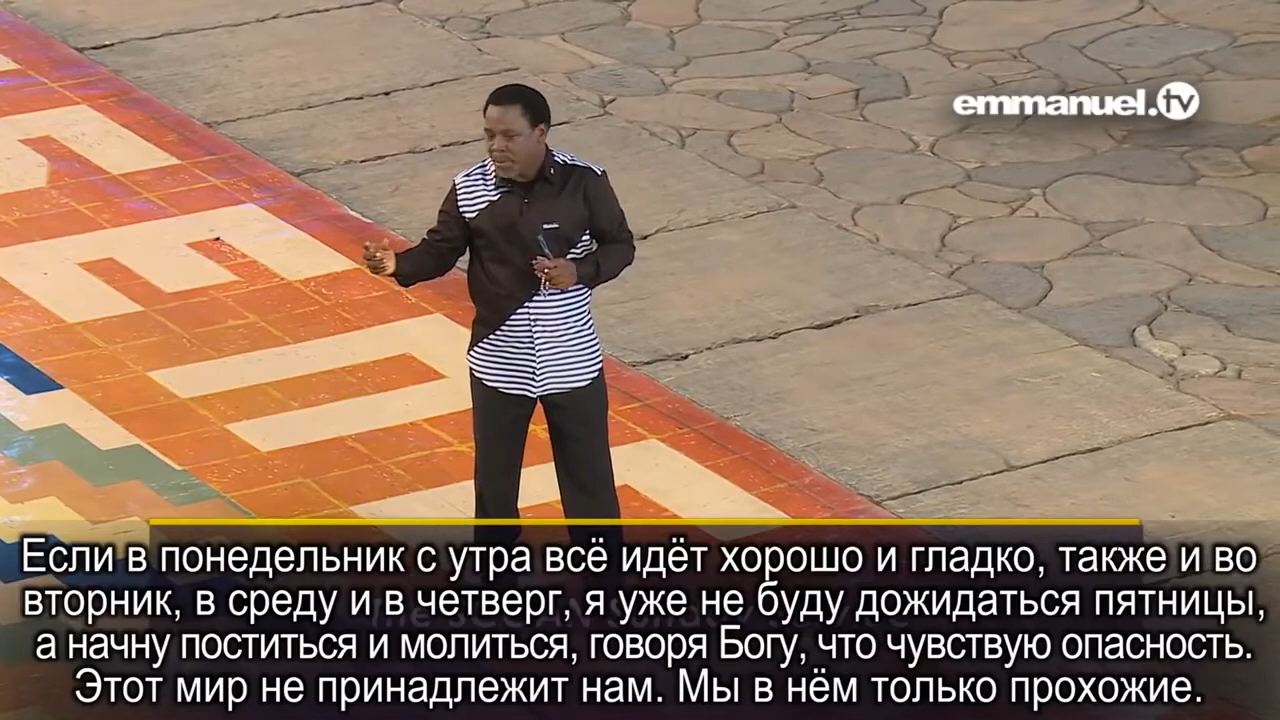 emmanuel.tv
Если в понедельник с утра всё идёт хорошо и гладко, также и во
вторник, в среду и в четверг, я уже не буду дожидаться пятницы,
а начну поститься и молиться, говоря Богу, что чувствую опасность.
Этот мир не принадлежит нам. Мы в нём только прохожие.